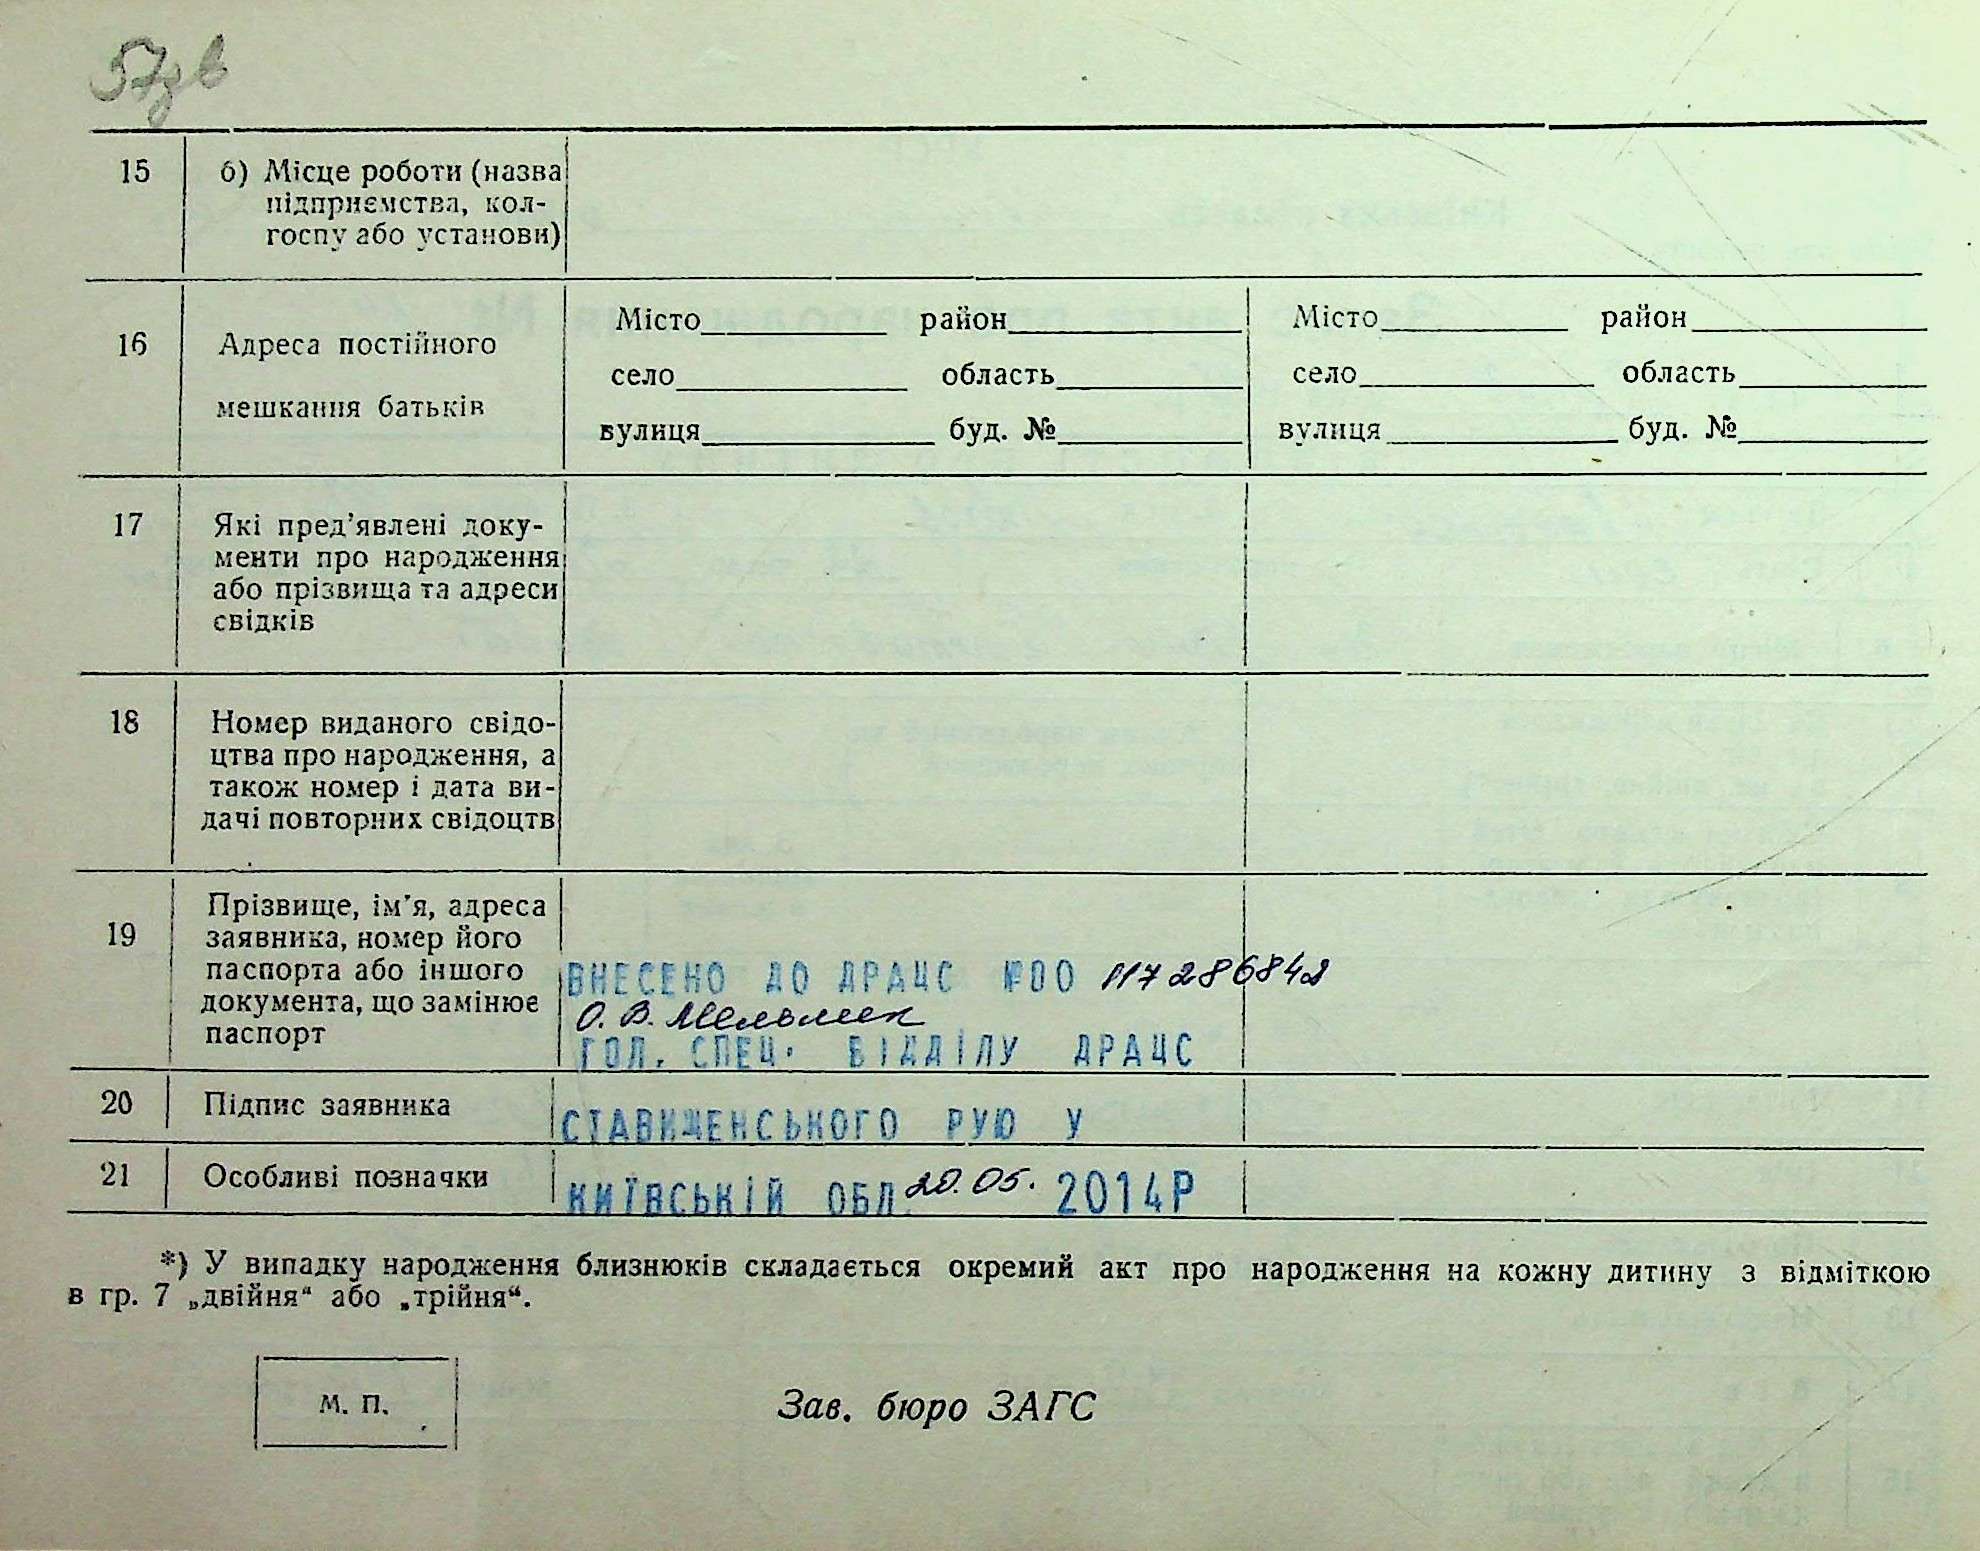 57зв
15 б) Місце роботи (назва
підприємства, кол-
госпу або установи)
Місто район Місто район
16 Адреса постійного
село область село область
мешкання батьків
вулиця буд. № вулиця буд. №
17 Які пред’явлені доку-
менти про народження
або прізвища та адреси
свідків
18 Номер виданого свідо-
цтва про народження, а
також номер і дата ви-
дачі повторних свідоцтв
Прізвище, ім’я, адреса
19 заявника, номер його
паспорта або іншого
документа, що замінює
паспорт
ВНЕСЕНО ДО ДРАЦС №00 117286842
О. В. Мельник
ГОЛ. СПЕЦ. ВІДДІЛУ ДРАЦС
20 Підпис заявника СТАВИЩЕНСЬКОГО РУЮ У
21 Особливі позначки КИЇВСЬКІЙ ОБЛ. 20.05. 2014Р
*) У випадку народження близнюків складається окремий акт про народження на кожну дитину з відміткою
в гр. 7 „двійня“ або „трійня“.
М. П. Зав. бюро ЗАГС